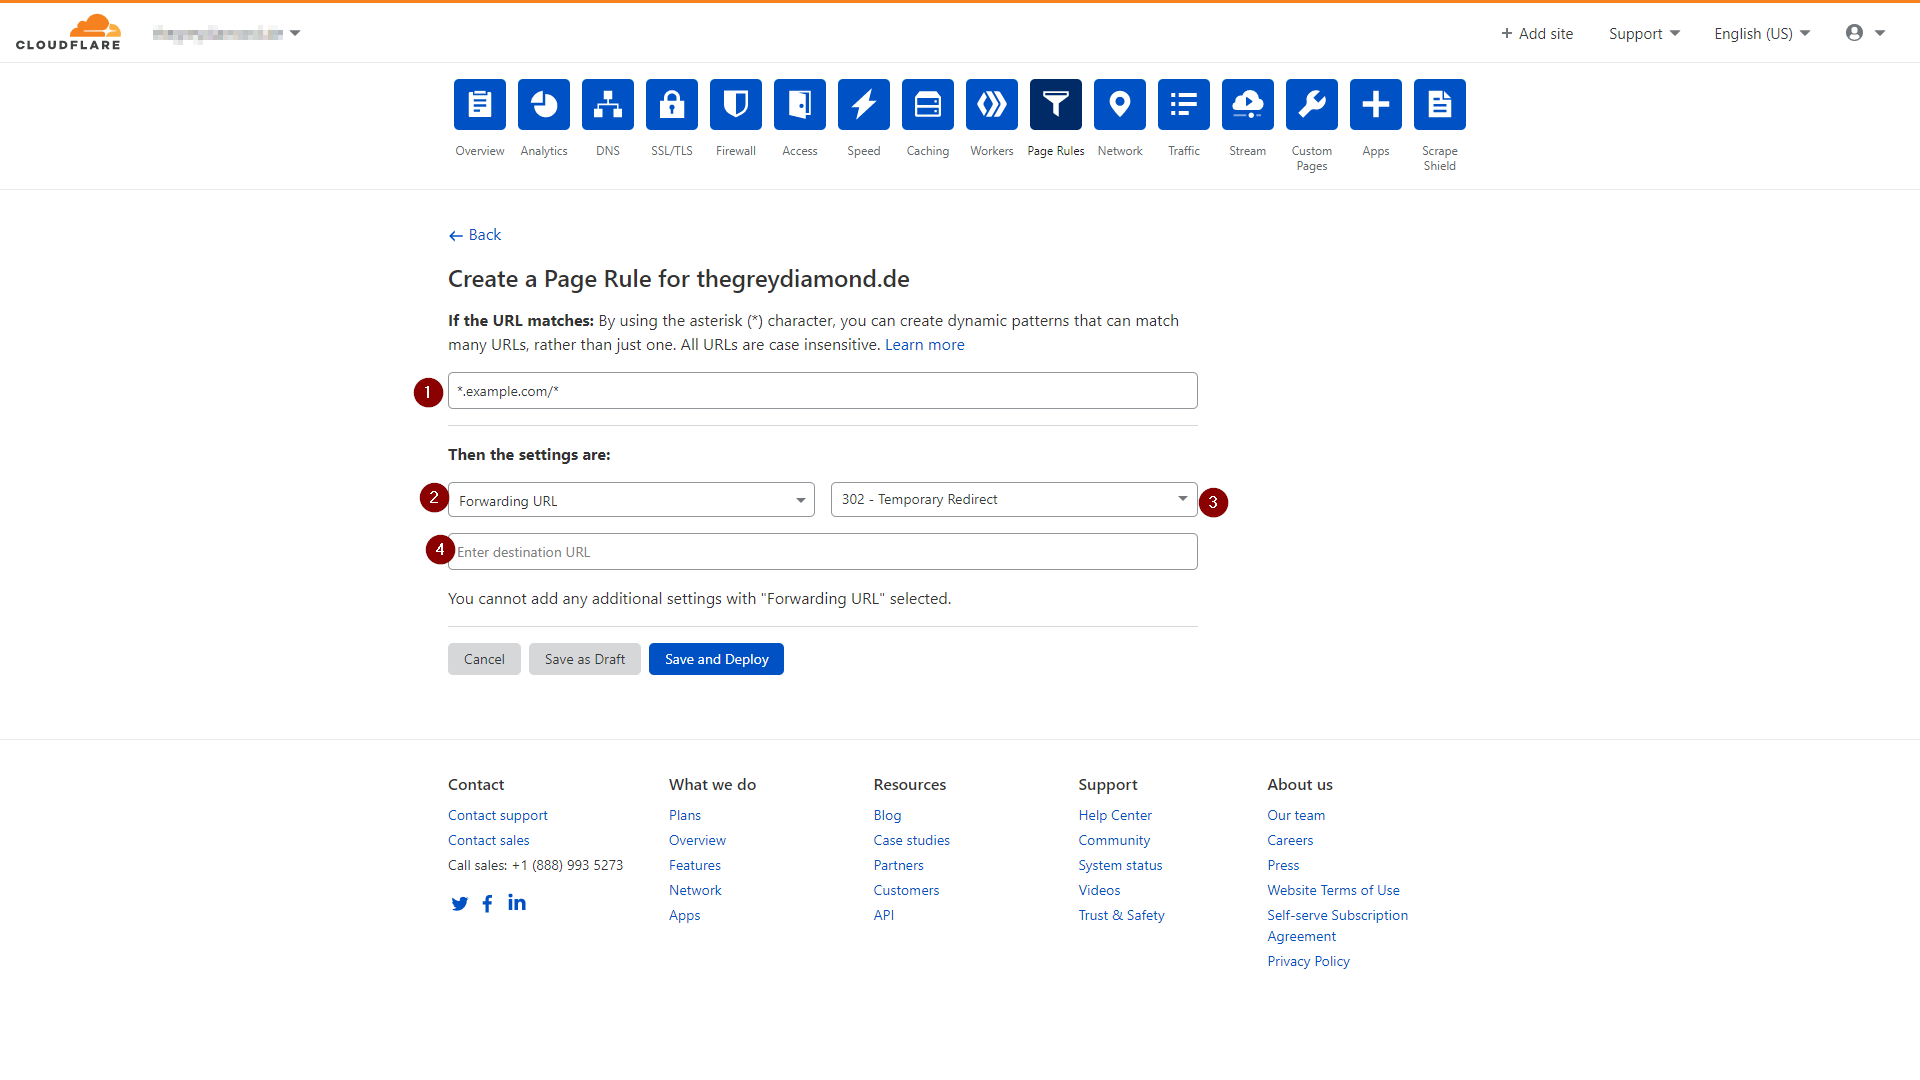 CLOUDFLARE
+ Add site
Support
English (US)
Overview
Analytics
DNS
SSL/TLS
Firewall
Access
Speed
Caching
Workers
Page Rules
Network
Traffic
Stream
Custom
Pages
Apps
Scrape
Shield
← Back
Create a Page Rule for thegreydiamond.de
If the URL matches: By using the asterisk (*) character, you can create dynamic patterns that can match
many URLs, rather than just one. All URLs are case insensitive. Learn more
1
*.example.com/*
Then the settings are:
2
Forwarding URL
302 - Temporary Redirect
3
4
Enter destination URL
You cannot add any additional settings with "Forwarding URL" selected.
Cancel
Save as Draft
Save and Deploy
Contact
Contact support
Contact sales
Call sales: +1 (888) 993 5273
What we do
Plans
Overview
Features
Network
Apps
Resources
Blog
Case studies
Partners
Customers
API
Support
Help Center
Community
System status
Videos
Trust & Safety
About us
Our team
Careers
Press
Website Terms of Use
Self-serve Subscription
Agreement
Privacy Policy